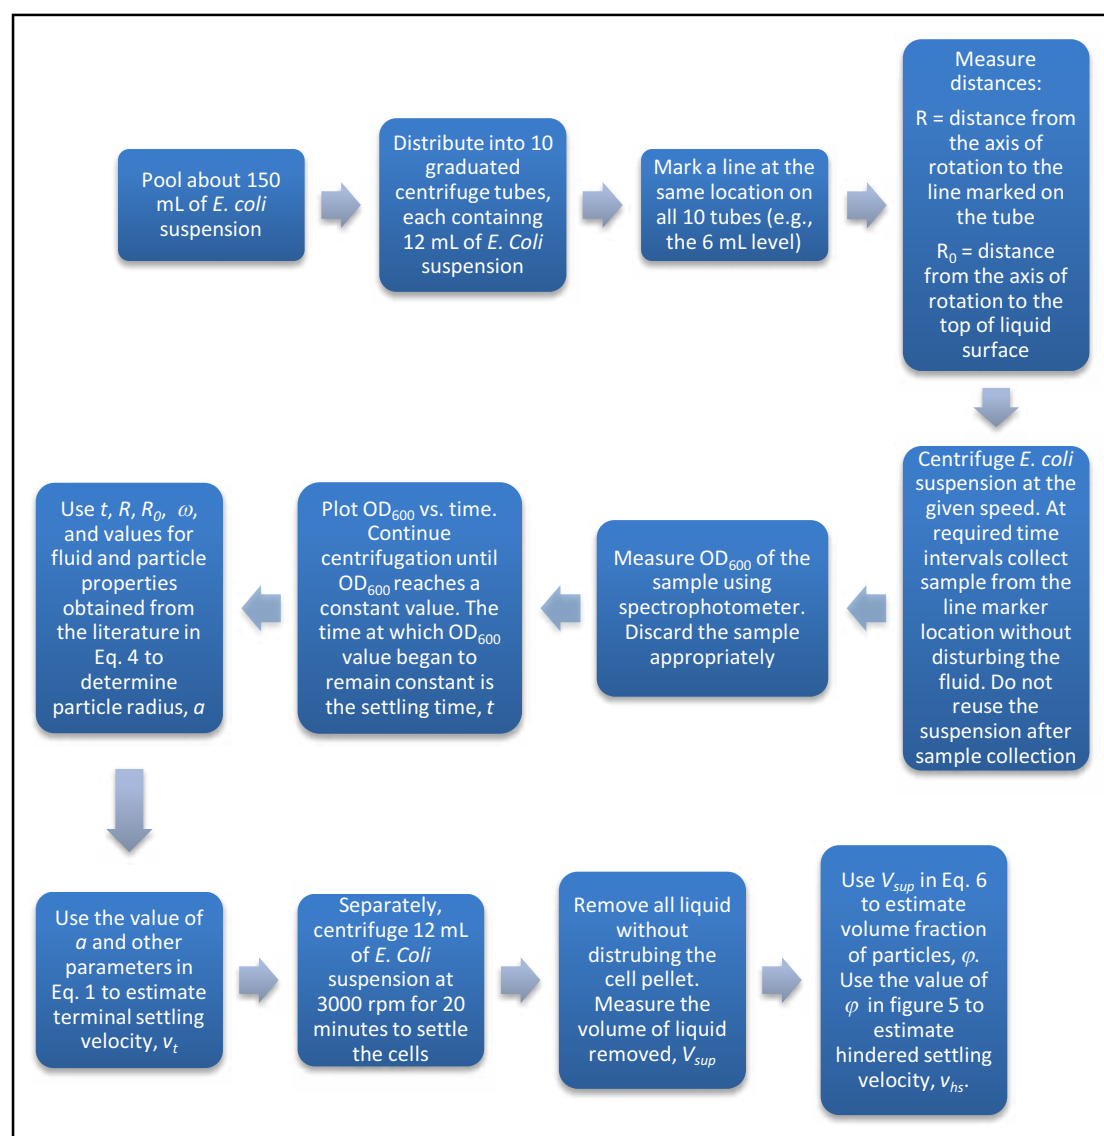 Pool about 150
mL of E. coli
suspension
Distribute into 10
graduated
centrifuge tubes,
each containng
12 mL of E. Coli
suspension
Mark a line at the
same location on
all 10 tubes (e.g.,
the 6 mL level)
Measure
distances:
R = distance from
the axis of
rotation to the
line marked on
the tube
R₀ = distance
from the axis of
rotation to the
top of liquid
surface
Centrifuge E. coli
suspension at the
given speed. At
required time
intervals collect
sample from the
line marker
location without
disturbing the
fluid. Do not
reuse the
suspension after
sample collection
Measure OD₆₀₀ of the
sample using
spectrophotometer.
Discard the sample
appropriately
Plot OD₆₀₀ vs. time.
Continue
centrifugation until
OD₆₀₀ reaches a
constant value. The
time at which OD₆₀₀
value began to
remain constant is
the settling time, t
Use t, R, R₀, ω,
and values for
fluid and particle
properties
obtained from
the literature in
Eq. 4 to
determine
particle radius, a
Use the value of
a and other
parameters in
Eq. 1 to estimate
terminal settling
velocity, vₜ
Separately,
centrifuge 12 mL
of E. Coli
suspension at
3000 rpm for 20
minutes to settle
the cells
Remove all liquid
without
distrubing the
cell pellet.
Measure the
volume of liquid
removed, V_sup
Use V_sup in Eq. 6
to estimate
volume fraction
of particles, φ.
Use the value of
φ in figure 5 to
estimate
hindered settling
velocity, v_hs.